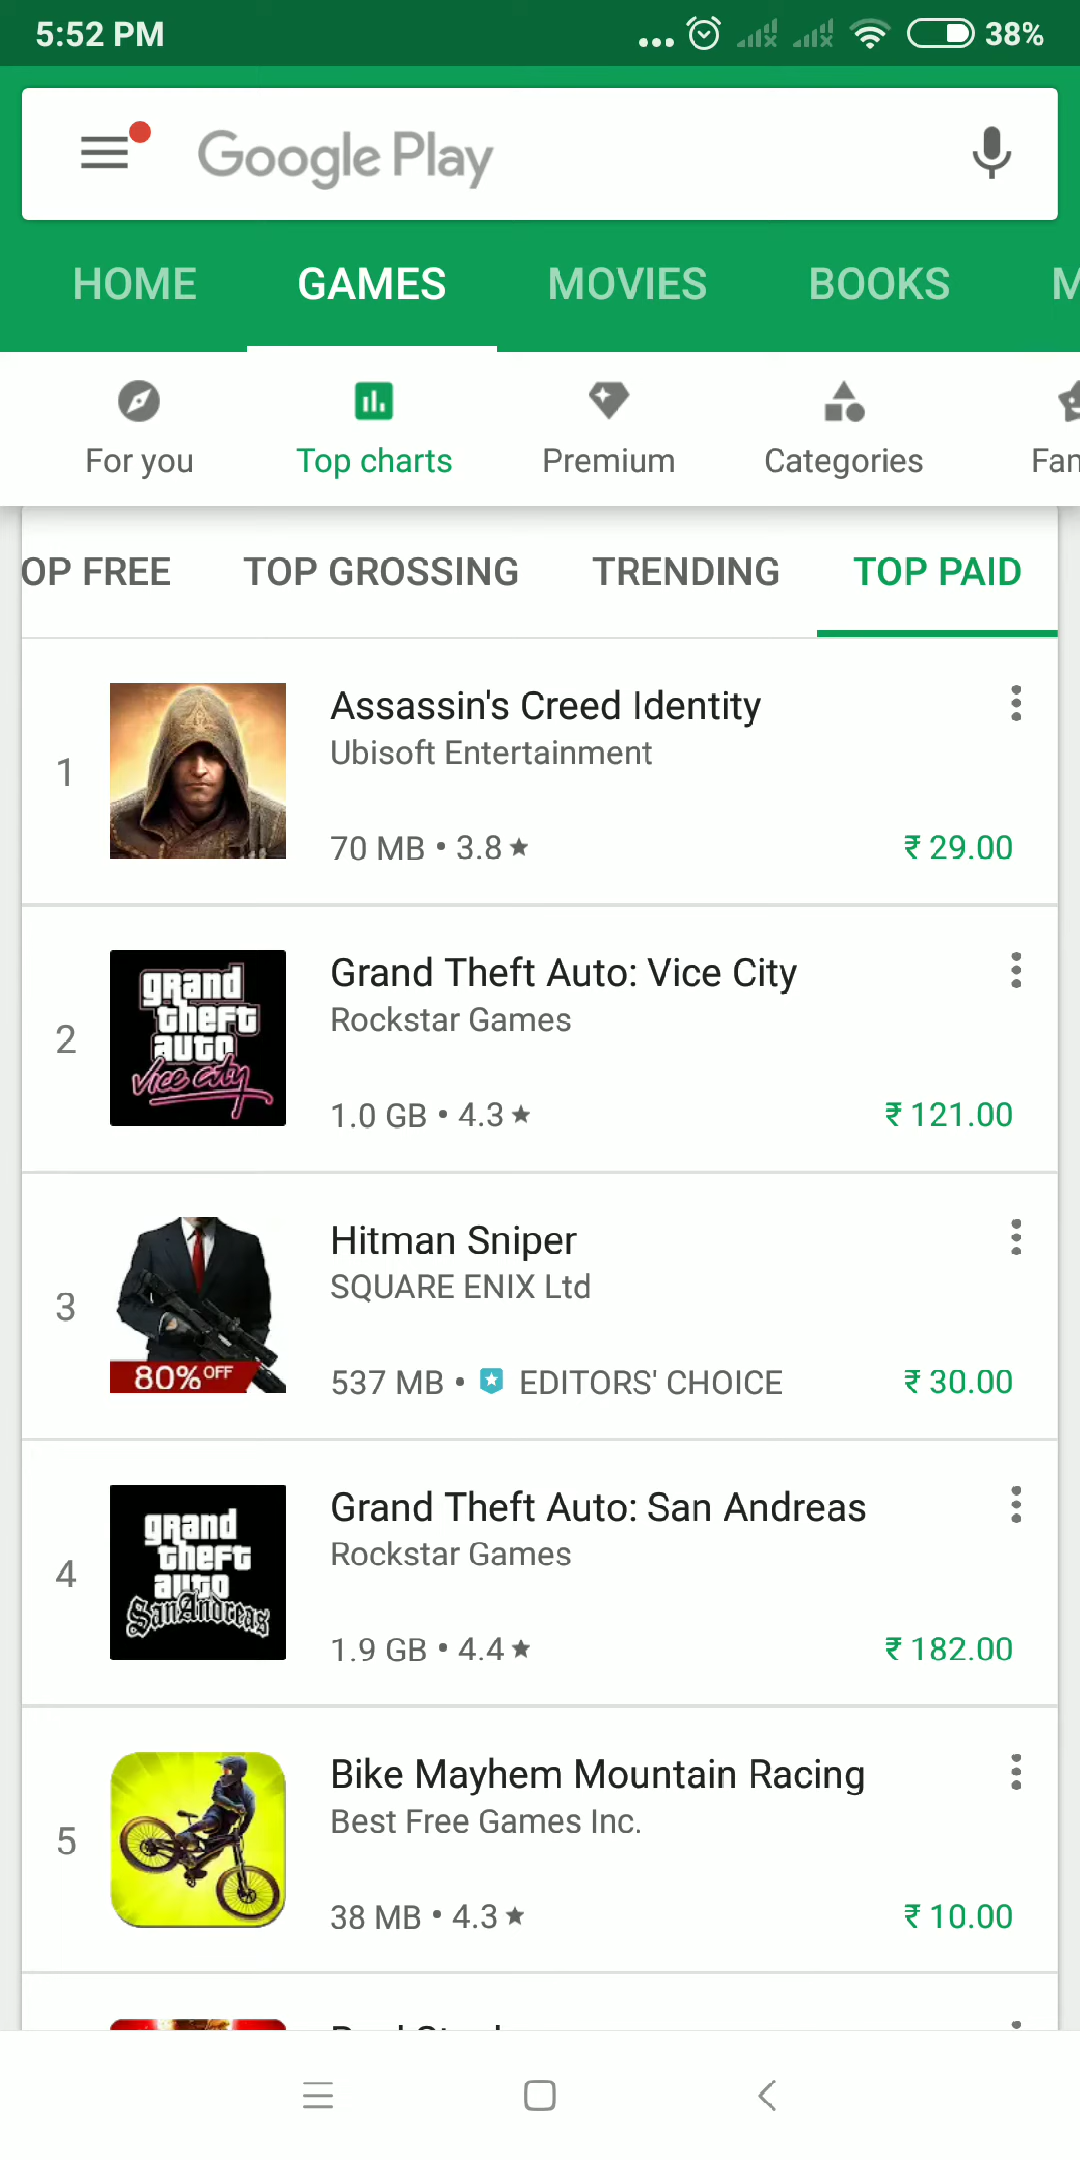 5:52 PM
38%
Google Play
HOME GAMES MOVIES BOOKS M
For you Top charts Premium Categories Fan
OP FREE TOP GROSSING TRENDING TOP PAID
1
Assassin's Creed Identity
Ubisoft Entertainment
70 MB • 3.8 ★ ₹ 29.00
2
grand
theft
auto
vice city
Grand Theft Auto: Vice City
Rockstar Games
1.0 GB • 4.3 ★ ₹ 121.00
3
80% OFF
Hitman Sniper
SQUARE ENIX Ltd
537 MB • EDITORS' CHOICE ₹ 30.00
4
grand
theft
auto
San Andreas
Grand Theft Auto: San Andreas
Rockstar Games
1.9 GB • 4.4 ★ ₹ 182.00
5
Bike Mayhem Mountain Racing
Best Free Games Inc.
38 MB • 4.3 ★ ₹ 10.00